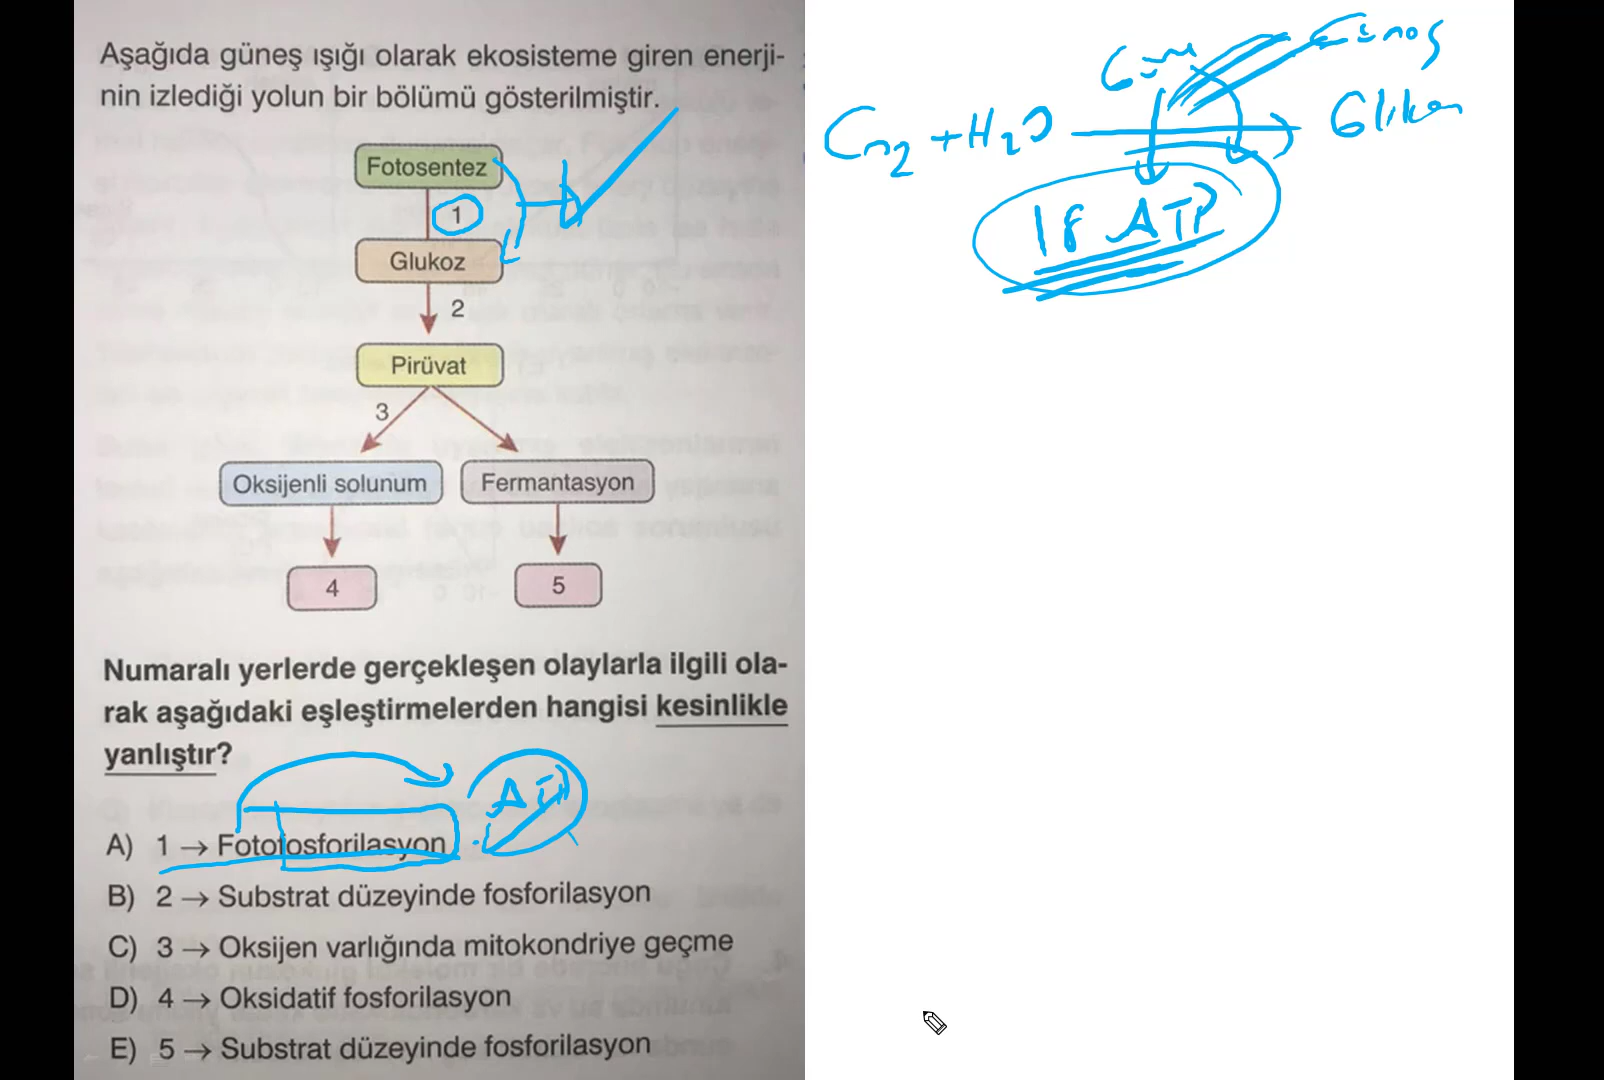 Aşağıda güneş ışığı olarak ekosisteme giren enerji-
nin izlediği yolun bir bölümü gösterilmiştir.
Fotosentez
1
Glukoz
2
Pirüvat
3
Oksijenli solunum
Fermantasyon
4
5
Numaralı yerlerde gerçekleşen olaylarla ilgili ola-
rak aşağıdaki eşleştirmelerden hangisi kesinlikle
yanlıştır?
ATP
A) 1 → Fotofosforilasyon
B) 2 → Substrat düzeyinde fosforilasyon
C) 3 → Oksijen varlığında mitokondriye geçme
D) 4 → Oksidatif fosforilasyon
E) 5 → Substrat düzeyinde fosforilasyon
+H2O
18 ATP